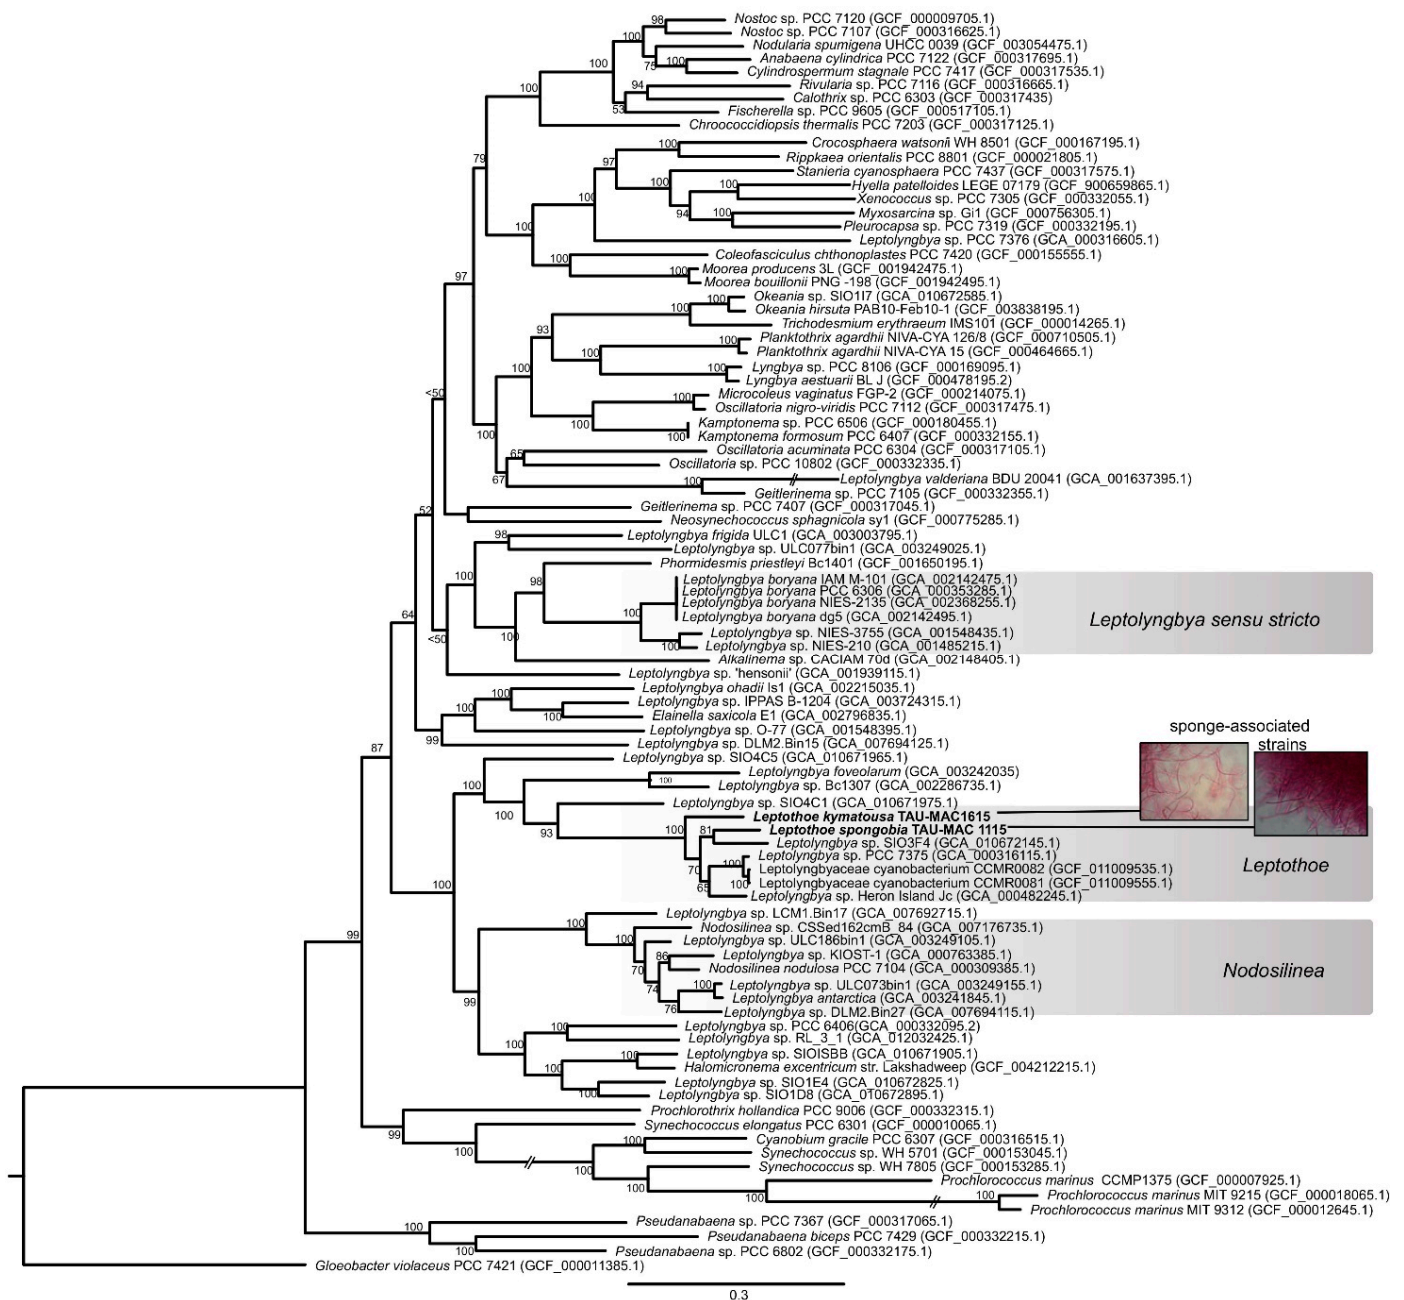 98
Nostoc sp. PCC 7120 (GCF_000009705.1)
100
Nostoc sp. PCC 7107 (GCF_000316625.1)
Nodularia spumigena UHCC 0039 (GCF_003054475.1)
75
100
Anabaena cylindrica PCC 7122 (GCF_000317695.1)
100
Cylindrospermum stagnale PCC 7417 (GCF_000317535.1)
94
Rivularia sp. PCC 7116 (GCF_000316665.1)
100
Calothrix sp. PCC 6303 (GCF_000317435)
53
Fischerella sp. PCC 9605 (GCF_000517105.1)
Chroococcidiopsis thermalis PCC 7203 (GCF_000317125.1)
79
100
Crocosphaera watsonii WH 8501 (GCF_000167195.1)
97
Rippkaea orientalis PCC 8801 (GCF_000021805.1)
Stanieria cyanosphaera PCC 7437 (GCF_000317575.1)
100
100
Hyella patelloides LEGE 07179 (GCF_900659865.1)
100
Xenococcus sp. PCC 7305 (GCF_000332055.1)
94
100
Myxosarcina sp. Gi1 (GCF_000756305.1)
100
Pleurocapsa sp. PCC 7319 (GCF_000332195.1)
Leptolyngbya sp. PCC 7376 (GCA_000316605.1)
100
Coleofasciculus chthonoplastes PCC 7420 (GCA_000155555.1)
97
100
Moorea producens 3L (GCF_001942475.1)
Moorea bouillonii PNG -198 (GCF_001942495.1)
100
Okeania sp. SIO1I7 (GCA_010672585.1)
100
Okeania hirsuta PAB10-Feb10-1 (GCF_003838195.1)
93
Trichodesmium erythraeum IMS101 (GCF_000014265.1)
100
Planktothrix agardhii NIVA-CYA 126/8 (GCF_000710505.1)
100
Planktothrix agardhii NIVA-CYA 15 (GCF_000464665.1)
100
100
Lyngbya sp. PCC 8106 (GCF_000169095.1)
Lyngbya aestuarii BL J (GCF_000478195.2)
<50
100
Microcoleus vaginatus FGP-2 (GCF_000214075.1)
Oscillatoria nigro-viridis PCC 7112 (GCF_000317475.1)
100
Kamptonema sp. PCC 6506 (GCF_000180455.1)
100
100
Kamptonema formosum PCC 6407 (GCF_000332155.1)
65
Oscillatoria acuminata PCC 6304 (GCF_000317105.1)
Oscillatoria sp. PCC 10802 (GCF_000332335.1)
67
100
Leptolyngbya valderiana BDU 20041 (GCA_001637395.1)
Geitlerinema sp. PCC 7105 (GCF_000332355.1)
52
Geitlerinema sp. PCC 7407 (GCF_000317045.1)
Neosynechococcus sphagnicola sy1 (GCF_000775285.1)
98
Leptolyngbya frigida ULC1 (GCA_003003795.1)
Leptolyngbya sp. ULC077bin1 (GCA_003249025.1)
Phormidesmis priestleyi Bc1401 (GCF_001650195.1)
100
98
Leptolyngbya boryana IAM M-101 (GCA_002142475.1)
Leptolyngbya boryana PCC 6306 (GCA_000353285.1)
Leptolyngbya boryana NIES-2135 (GCA_002368255.1)
64
100
Leptolyngbya boryana dg5 (GCA_002142495.1)
Leptolyngbya sensu stricto
<50
100
Leptolyngbya sp. NIES-3755 (GCA_001548435.1)
100
Leptolyngbya sp. NIES-210 (GCA_001485215.1)
Alkalinema sp. CACIAM 70d (GCA_002148405.1)
Leptolyngbya sp. 'hensonii' (GCA_001939115.1)
100
Leptolyngbya ohadii Is1 (GCA_002215035.1)
100
Leptolyngbya sp. IPPAS B-1204 (GCA_003724315.1)
100
Elainella saxicola E1 (GCA_002796835.1)
Leptolyngbya sp. O-77 (GCA_001548395.1)
99
Leptolyngbya sp. DLM2.Bin15 (GCA_007694125.1)
sponge-associated
strains
87
Leptolyngbya sp. SIO4C5 (GCA_010671965.1)
100
Leptolyngbya foveolarum (GCA_003242035)
100
Leptolyngbya sp. Bc1307 (GCA_002286735.1)
Leptolyngbya sp. SIO4C1 (GCA_010671975.1)
100
Leptothoe kymatousa TAU-MAC1615
93
100
81
Leptothoe spongobia TAU-MAC 1115
Leptolyngbya sp. SIO3F4 (GCA_010672145.1)
Leptolyngbya sp. PCC 7375 (GCA_000316115.1)
70
100
Leptolyngbyaceae cyanobacterium CCMR0082 (GCF_011009535.1)
Leptothoe
100
65
100
Leptolyngbyaceae cyanobacterium CCMR0081 (GCF_011009555.1)
Leptolyngbya sp. Heron Island Jc (GCA_000482245.1)
Leptolyngbya sp. LCM1.Bin17 (GCA_007692715.1)
100
Nodosilinea sp. CSSed162cmB_84 (GCA_007176735.1)
99
100
Leptolyngbya sp. ULC186bin1 (GCA_003249105.1)
86
Leptolyngbya sp. KIOST-1 (GCA_000763385.1)
70
Nodosilinea nodulosa PCC 7104 (GCA_000309385.1)
Nodosilinea
74
100
Leptolyngbya sp. ULC073bin1 (GCA_003249155.1)
Leptolyngbya antarctica (GCA_003241845.1)
99
76
Leptolyngbya sp. DLM2.Bin27 (GCA_007694115.1)
100
Leptolyngbya sp. PCC 6406(GCA_000332095.2)
Leptolyngbya sp. RL_3_1 (GCA_012032425.1)
100
100
Leptolyngbya sp. SIOISBB (GCA_010671905.1)
100
Halomicronema excentricum str. Lakshadweep (GCF_004212215.1)
Leptolyngbya sp. SIO1E4 (GCA_010672825.1)
100
Leptolyngbya sp. SIO1D8 (GCA_010672895.1)
Prochlorothrix hollandica PCC 9006 (GCF_000332315.1)
99
Synechococcus elongatus PCC 6301 (GCF_000010065.1)
100
100
Cyanobium gracile PCC 6307 (GCF_000316515.1)
Synechococcus sp. WH 5701 (GCF_000153045.1)
100
Synechococcus sp. WH 7805 (GCF_000153285.1)
100
Prochlorococcus marinus CCMP1375 (GCF_000007925.1)
100
100
Prochlorococcus marinus MIT 9215 (GCF_000018065.1)
Prochlorococcus marinus MIT 9312 (GCF_000012645.1)
100
Pseudanabaena sp. PCC 7367 (GCF_000317065.1)
Pseudanabaena biceps PCC 7429 (GCF_000332215.1)
100
Pseudanabaena sp. PCC 6802 (GCF_000332175.1)
Gloeobacter violaceus PCC 7421 (GCF_000011385.1)
0.3